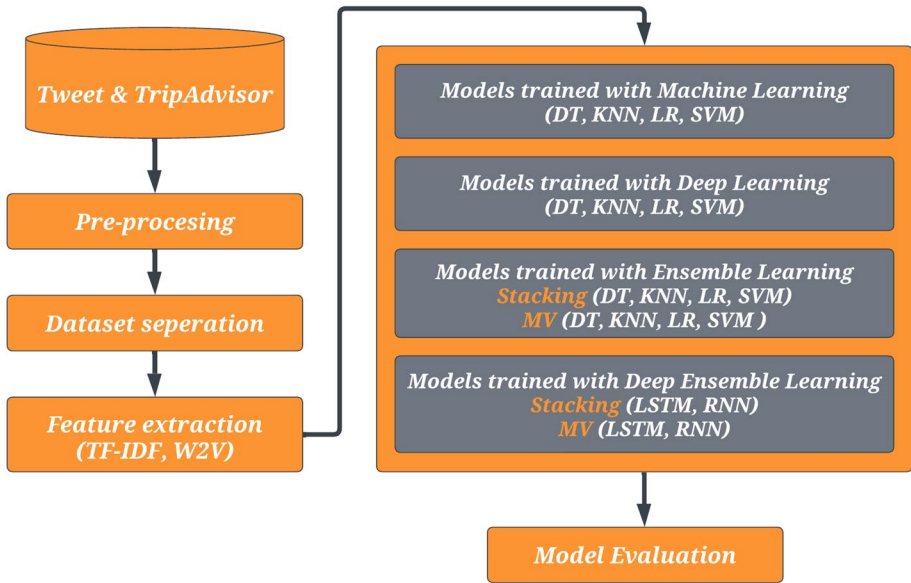 Tweet & TripAdvisor
Pre-procesing
Dataset seperation
Feature extraction
(TF-IDF, W2V)
Models trained with Machine Learning
(DT, KNN, LR, SVM)
Models trained with Deep Learning
(DT, KNN, LR, SVM)
Models trained with Ensemble Learning
Stacking (DT, KNN, LR, SVM)
MV (DT, KNN, LR, SVM )
Models trained with Deep Ensemble Learning
Stacking (LSTM, RNN)
MV (LSTM, RNN)
Model Evaluation